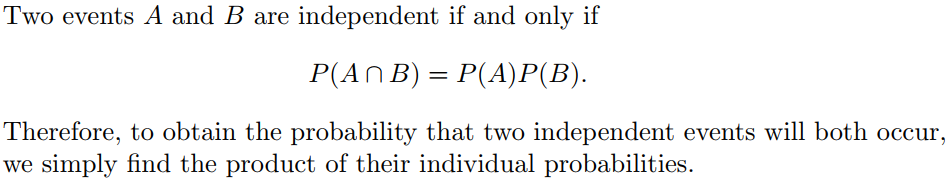 Two events A and B are independent if and only if
P(A ∩ B) = P(A)P(B).
Therefore, to obtain the probability that two independent events will both occur,
we simply find the product of their individual probabilities.